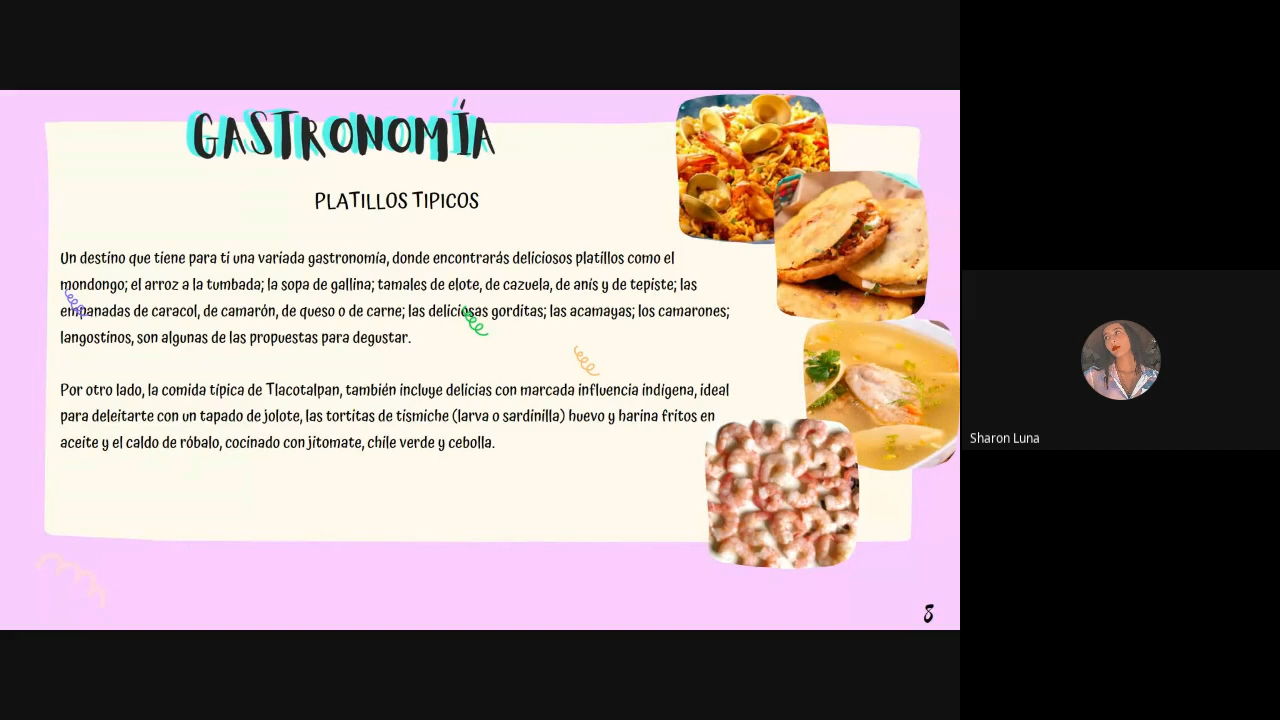 GASTRONOMÍA
PLATILLOS TIPICOS
Un destino que tiene para ti una variada gastronomía, donde encontrarás deliciosos platillos como el
mondongo; el arroz a la tumbada; la sopa de gallina; tamales de elote, de cazuela, de anís y de tepiste; las
empanadas de caracol, de camarón, de queso o de carne; las deliciosas gorditas; las acamayas; los camarones;
langostinos, son algunas de las propuestas para degustar.
Por otro lado, la comida típica de Tlacotalpan, también incluye delicias con marcada influencia indígena, ideal
para deleitarte con un tapado de jolote, las tortitas de tismiche (larva o sardinilla) huevo y harina fritos en
aceite y el caldo de róbalo, cocinado con jitomate, chile verde y cebolla.
8
Sharon Luna